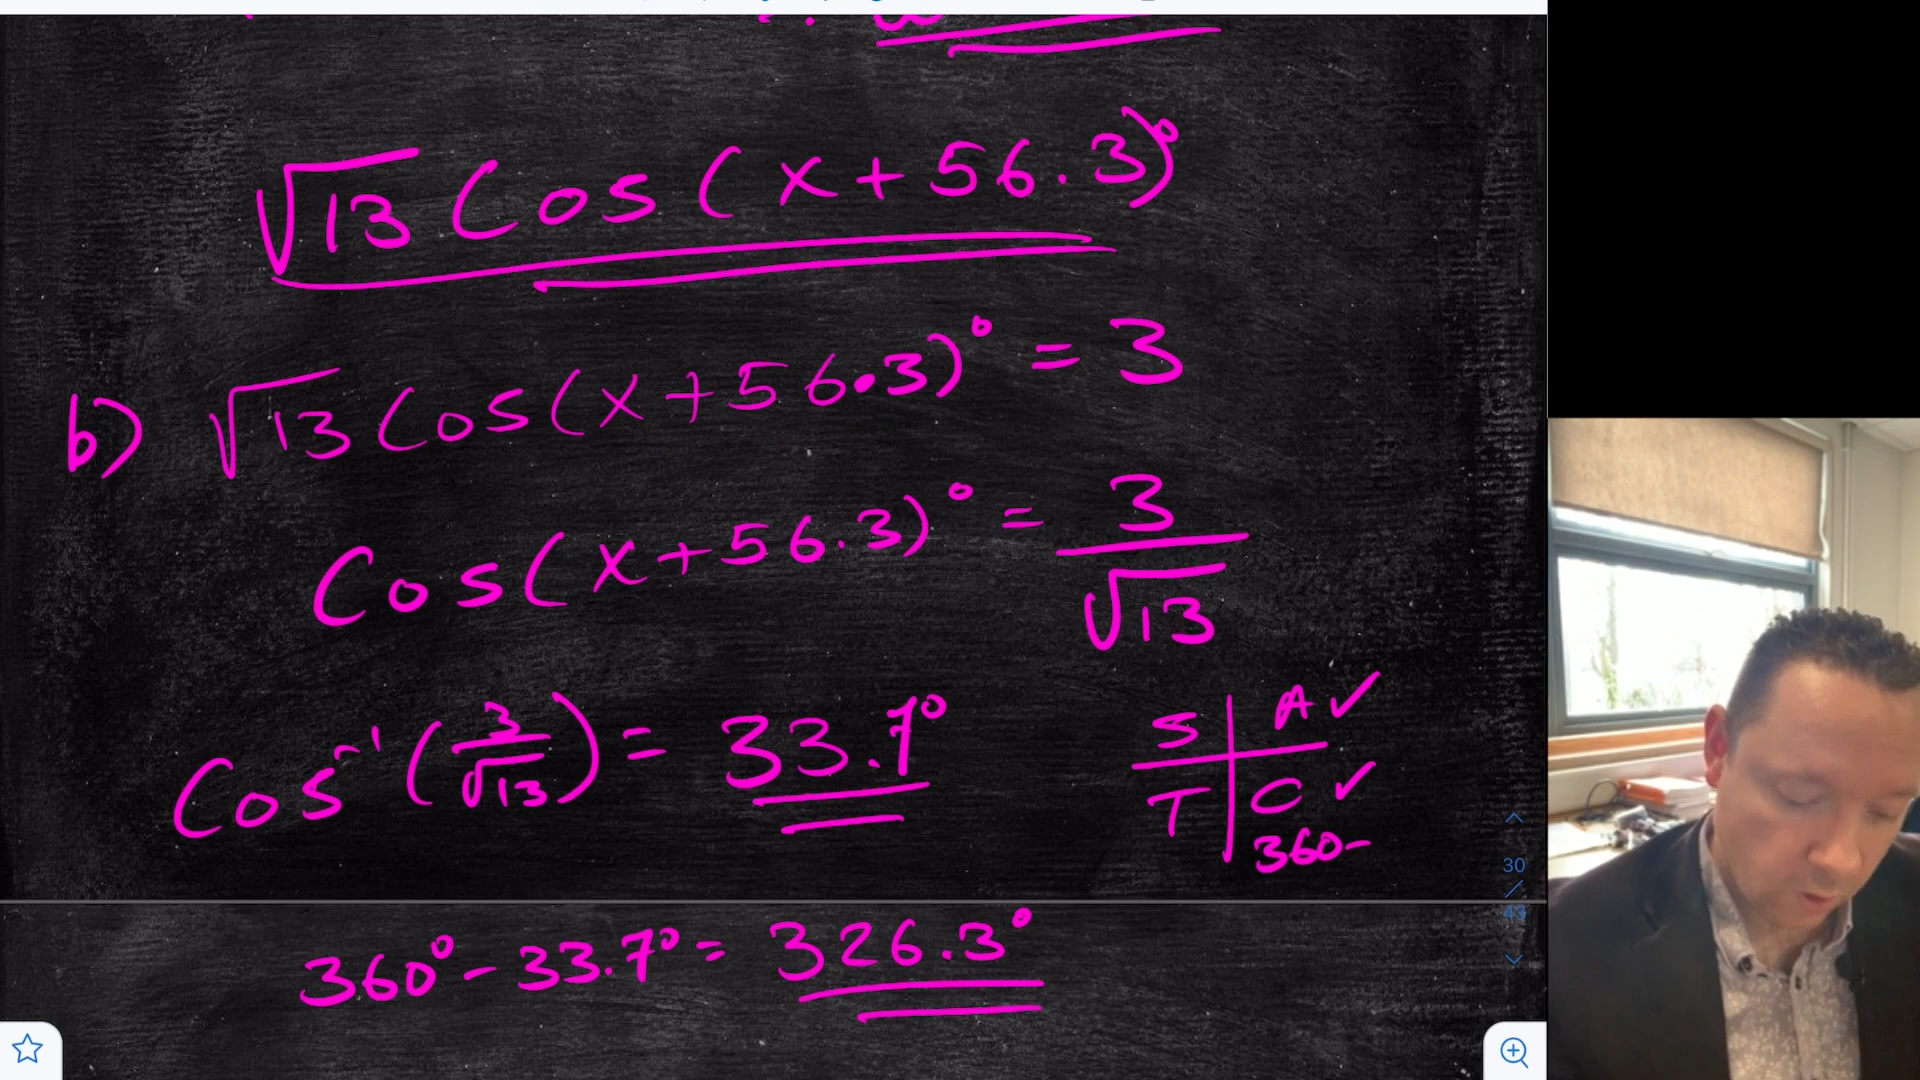 √13 Cos (x+56.3)°
b) √13 Cos(x+56.3)° = 3
Cos(x+56.3)° = 3/√13
Cos⁻¹(3/√13) = 33.7°
S A ✓
T C ✓
360-
30
/
43
360° - 33.7° = 326.3°